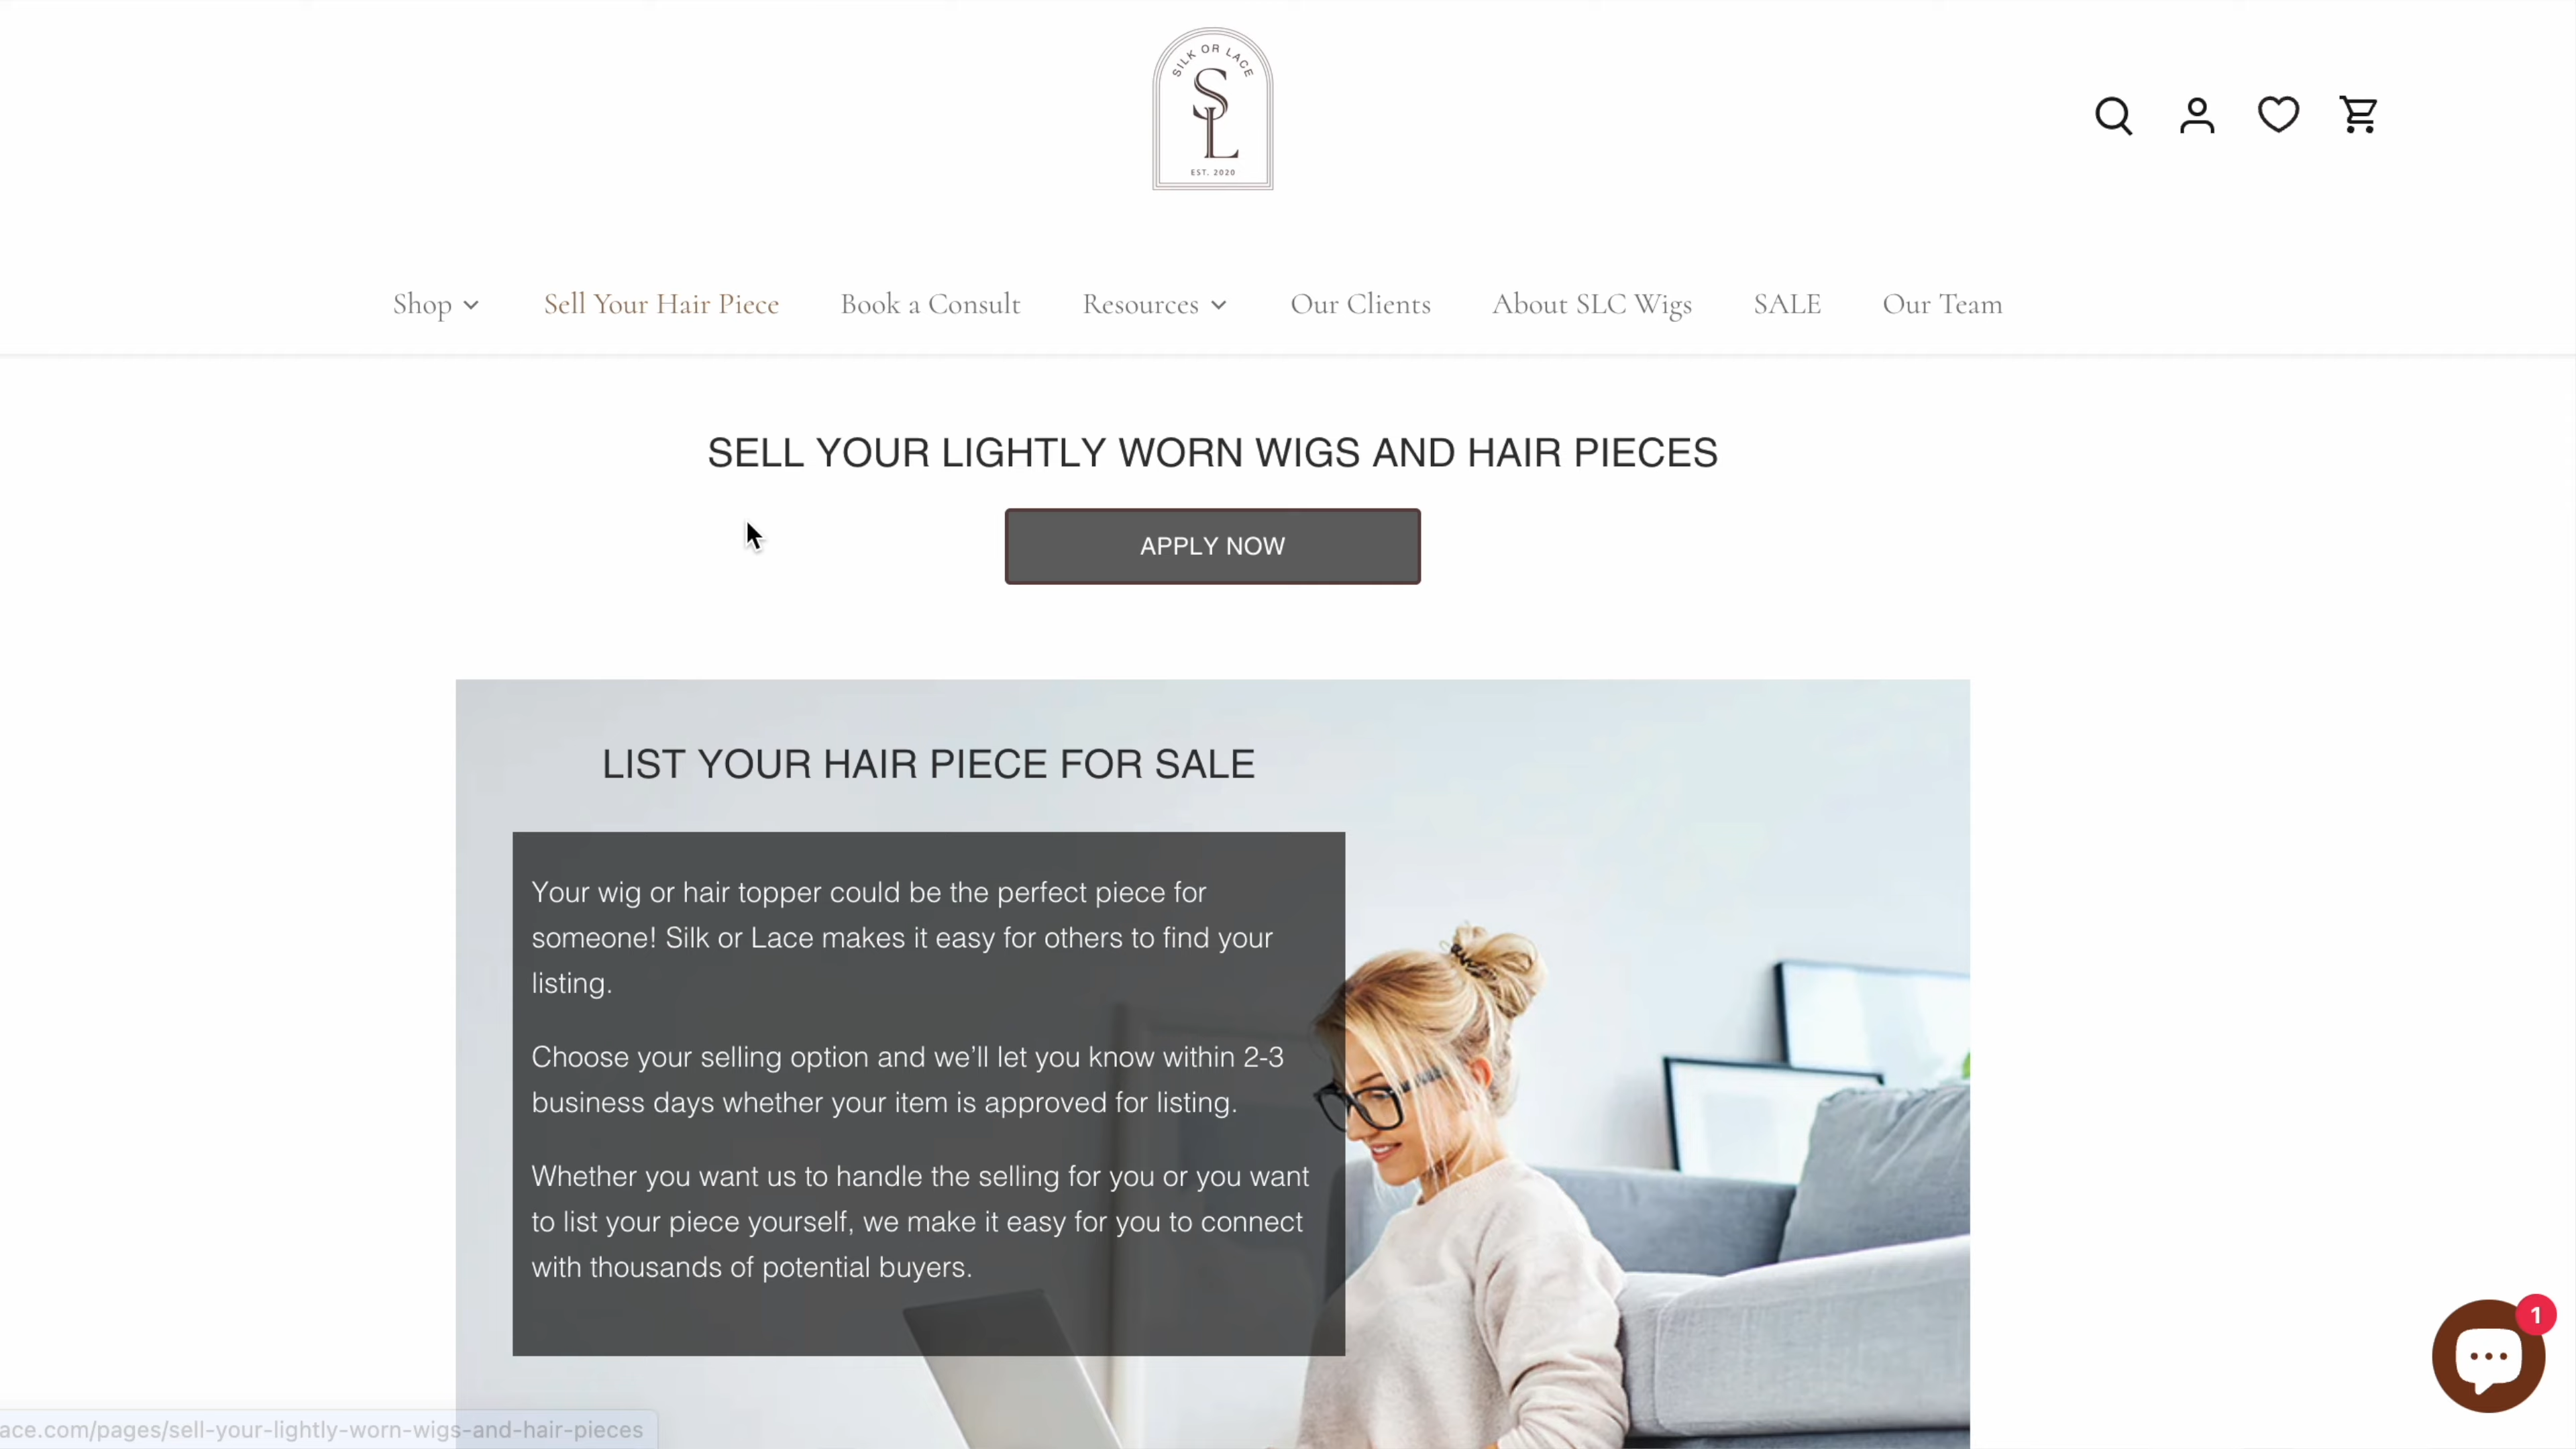 SILK OR LACE
SL
EST. 2020
Shop
Sell Your Hair Piece
Book a Consult
Resources
Our Clients
About SLC Wigs
SALE
Our Team
SELL YOUR LIGHTLY WORN WIGS AND HAIR PIECES
APPLY NOW
LIST YOUR HAIR PIECE FOR SALE
Your wig or hair topper could be the perfect piece for
someone! Silk or Lace makes it easy for others to find your
listing.
Choose your selling option and we’ll let you know within 2-3
business days whether your item is approved for listing.
Whether you want us to handle the selling for you or you want
to list your piece yourself, we make it easy for you to connect
with thousands of potential buyers.
1
ace.com/pages/sell-your-lightly-worn-wigs-and-hair-pieces